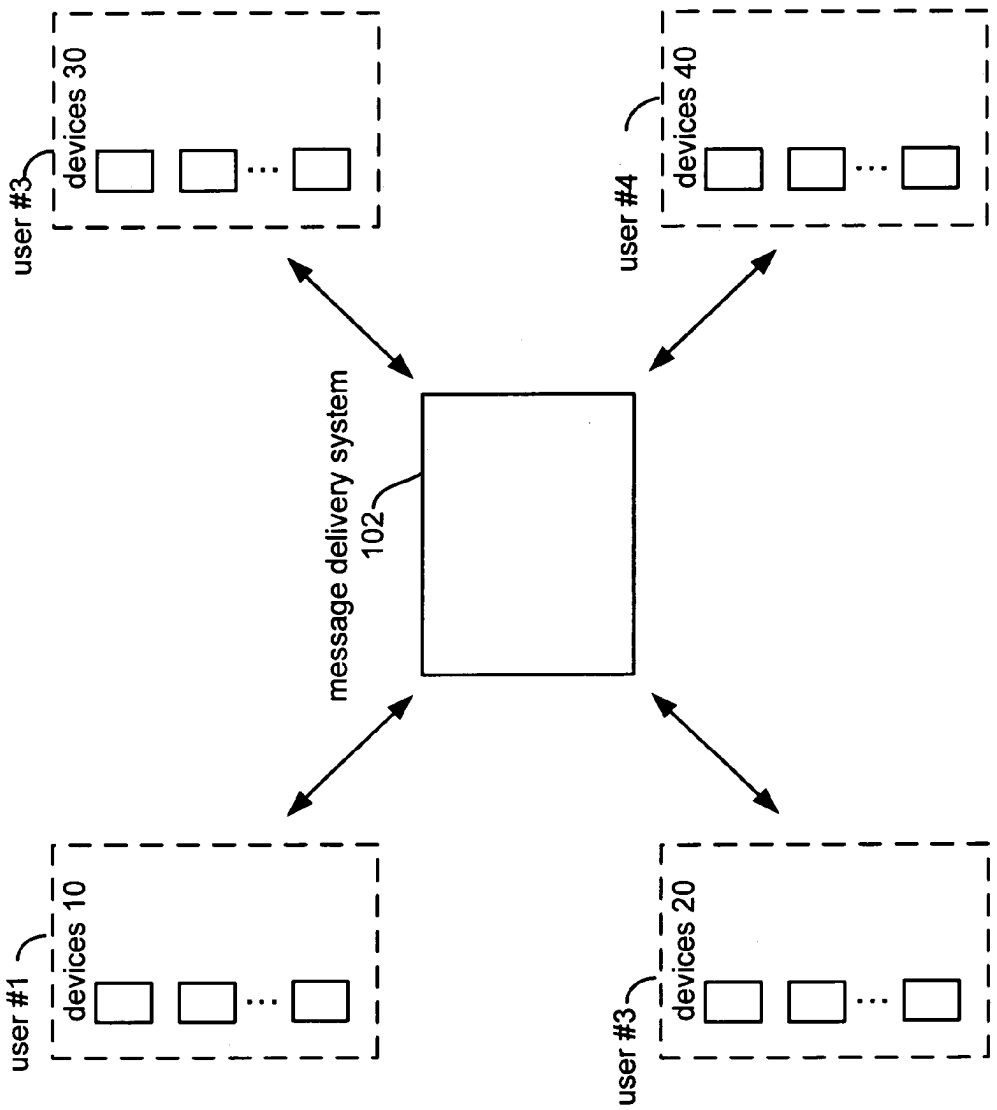 user #1
devices 10
...
user #3
devices 20
...
message delivery system
102
user #3
devices 30
...
user #4
devices 40
...